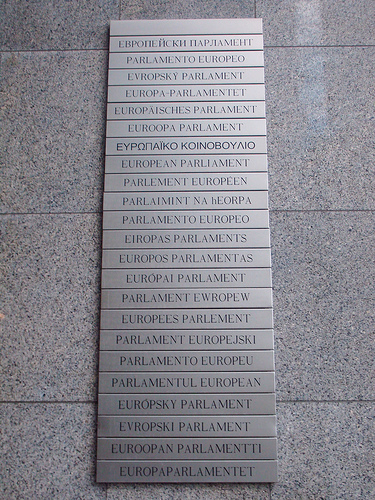 ЕВРОПЕЙСКИ ПАРЛАМЕНТ
PARLAMENTO EUROPEO
EVROPSKÝ PARLAMENT
EUROPA-PARLAMENTET
EUROPÄISCHES PARLAMENT
EUROOPA PARLAMENT
ΕΥΡΩΠΑΪΚΟ ΚΟΙΝΟΒΟΥΛΙΟ
EUROPEAN PARLIAMENT
PARLEMENT EUROPÉEN
PARLAIMINT NA hEORPA
PARLAMENTO EUROPEO
EIROPAS PARLAMENTS
EUROPOS PARLAMENTAS
EURÓPAI PARLAMENT
PARLAMENT EWROPEW
EUROPEES PARLEMENT
PARLAMENT EUROPEJSKI
PARLAMENTO EUROPEU
PARLAMENTUL EUROPEAN
EURÓPSKY PARLAMENT
EVROPSKI PARLAMENT
EUROOPAN PARLAMENTTI
EUROPAPARLAMENTET